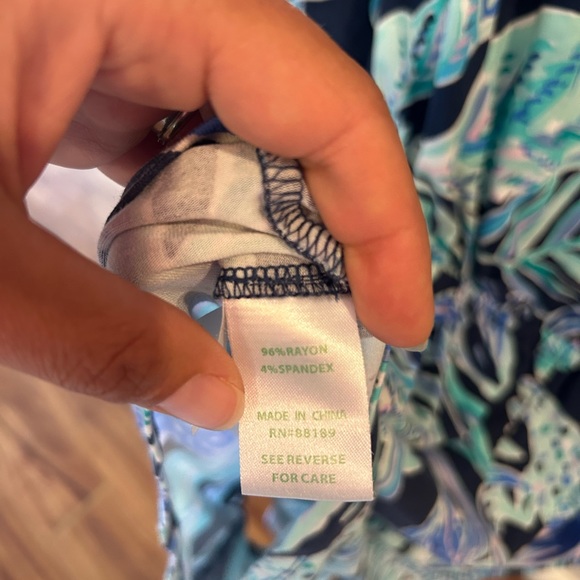 96%RAYON
4%SPANDEX
MADE IN CHINA
RN#88189
SEE REVERSE
FOR CARE